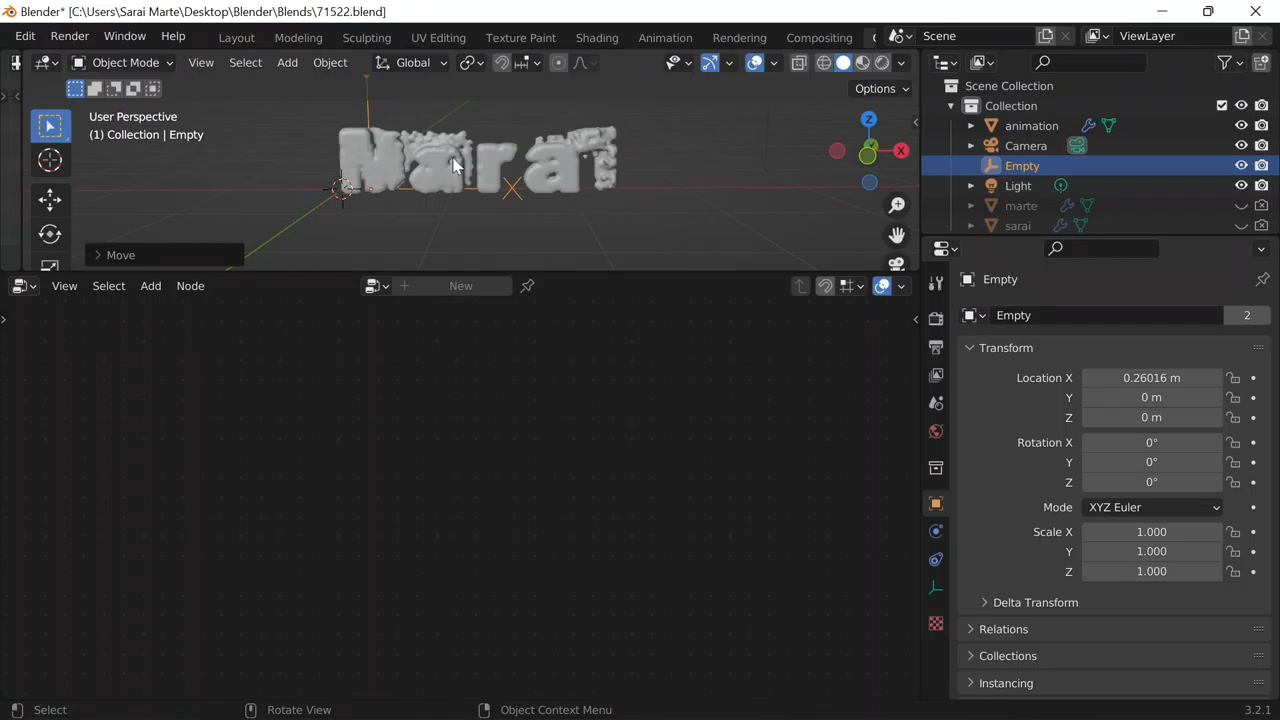 Blender* [C:\Users\Sarai Marte\Desktop\Blender\Blends\71522.blend]
Edit Render Window Help Layout Modeling Sculpting UV Editing Texture Paint Shading Animation Rendering Compositing Scene ViewLayer
Object Mode View Select Add Object Global
Options
User Perspective
(1) Collection | Empty
Z
X
Move
Scene Collection
Collection
animation
Camera
Empty
Light
marte
sarai
View Select Add Node New
Empty
Empty 2
Transform
Location X 0.26016 m
Y 0 m
Z 0 m
Rotation X 0°
Y 0°
Z 0°
Mode XYZ Euler
Scale X 1.000
Y 1.000
Z 1.000
Delta Transform
Relations
Collections
Instancing
Select Rotate View Object Context Menu 3.2.1